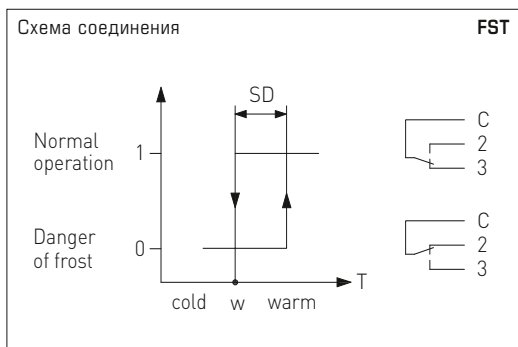 Схема соединения FST
SD
Normal
operation
1
C
2
3
Danger
of frost
0
C
2
3
T
cold w warm